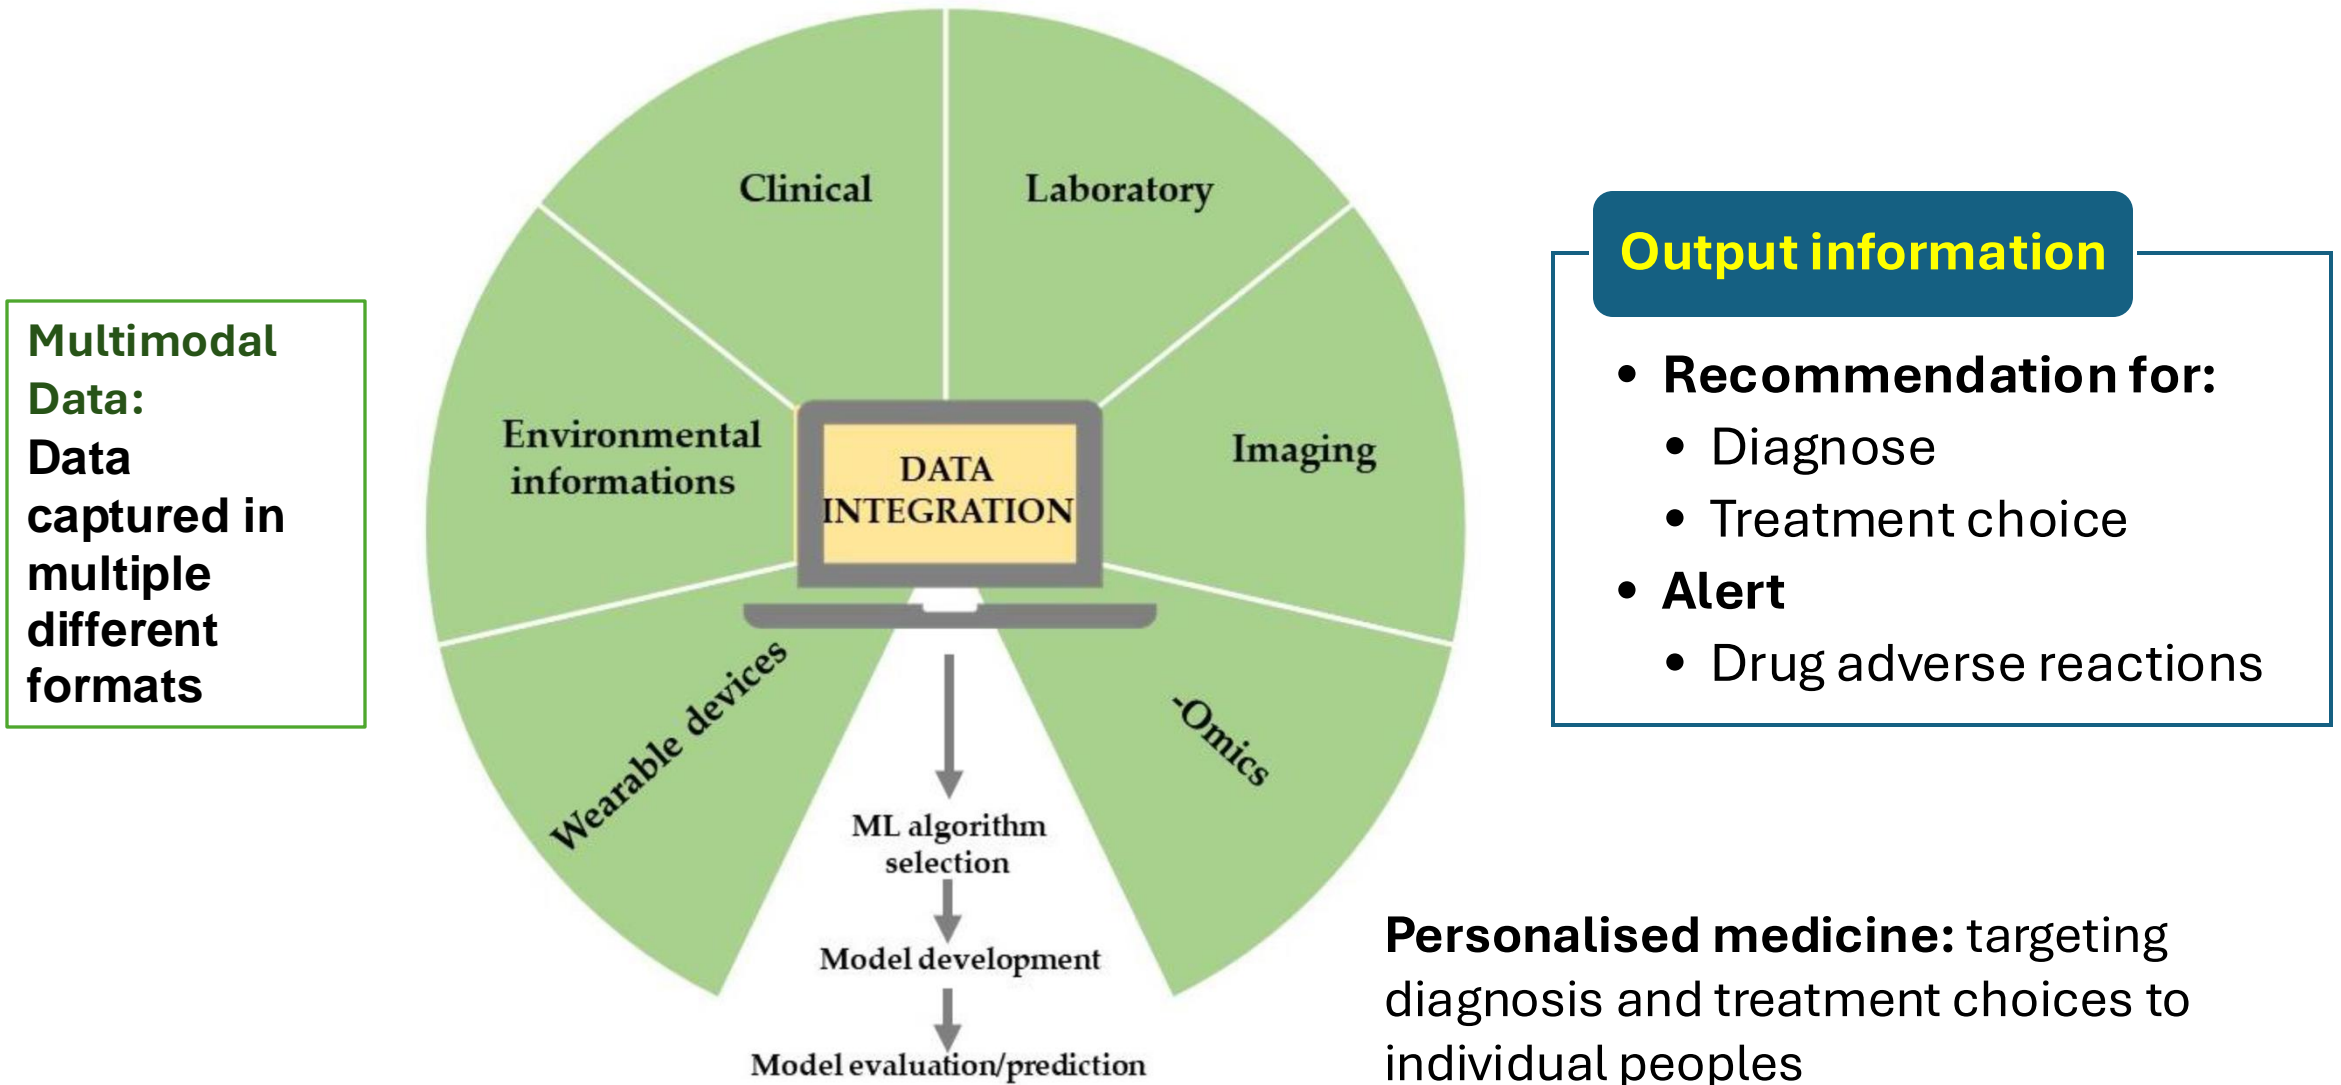 Multimodal
Data:
Data
captured in
multiple
different
formats
Clinical
Laboratory
Environmental
informations
Imaging
DATA
INTEGRATION
Wearable devices
-Omics
ML algorithm
selection
Model development
Model evaluation/prediction
Output information
• Recommendation for:
• Diagnose
• Treatment choice
• Alert
• Drug adverse reactions
Personalised medicine: targeting
diagnosis and treatment choices to
individual peoples